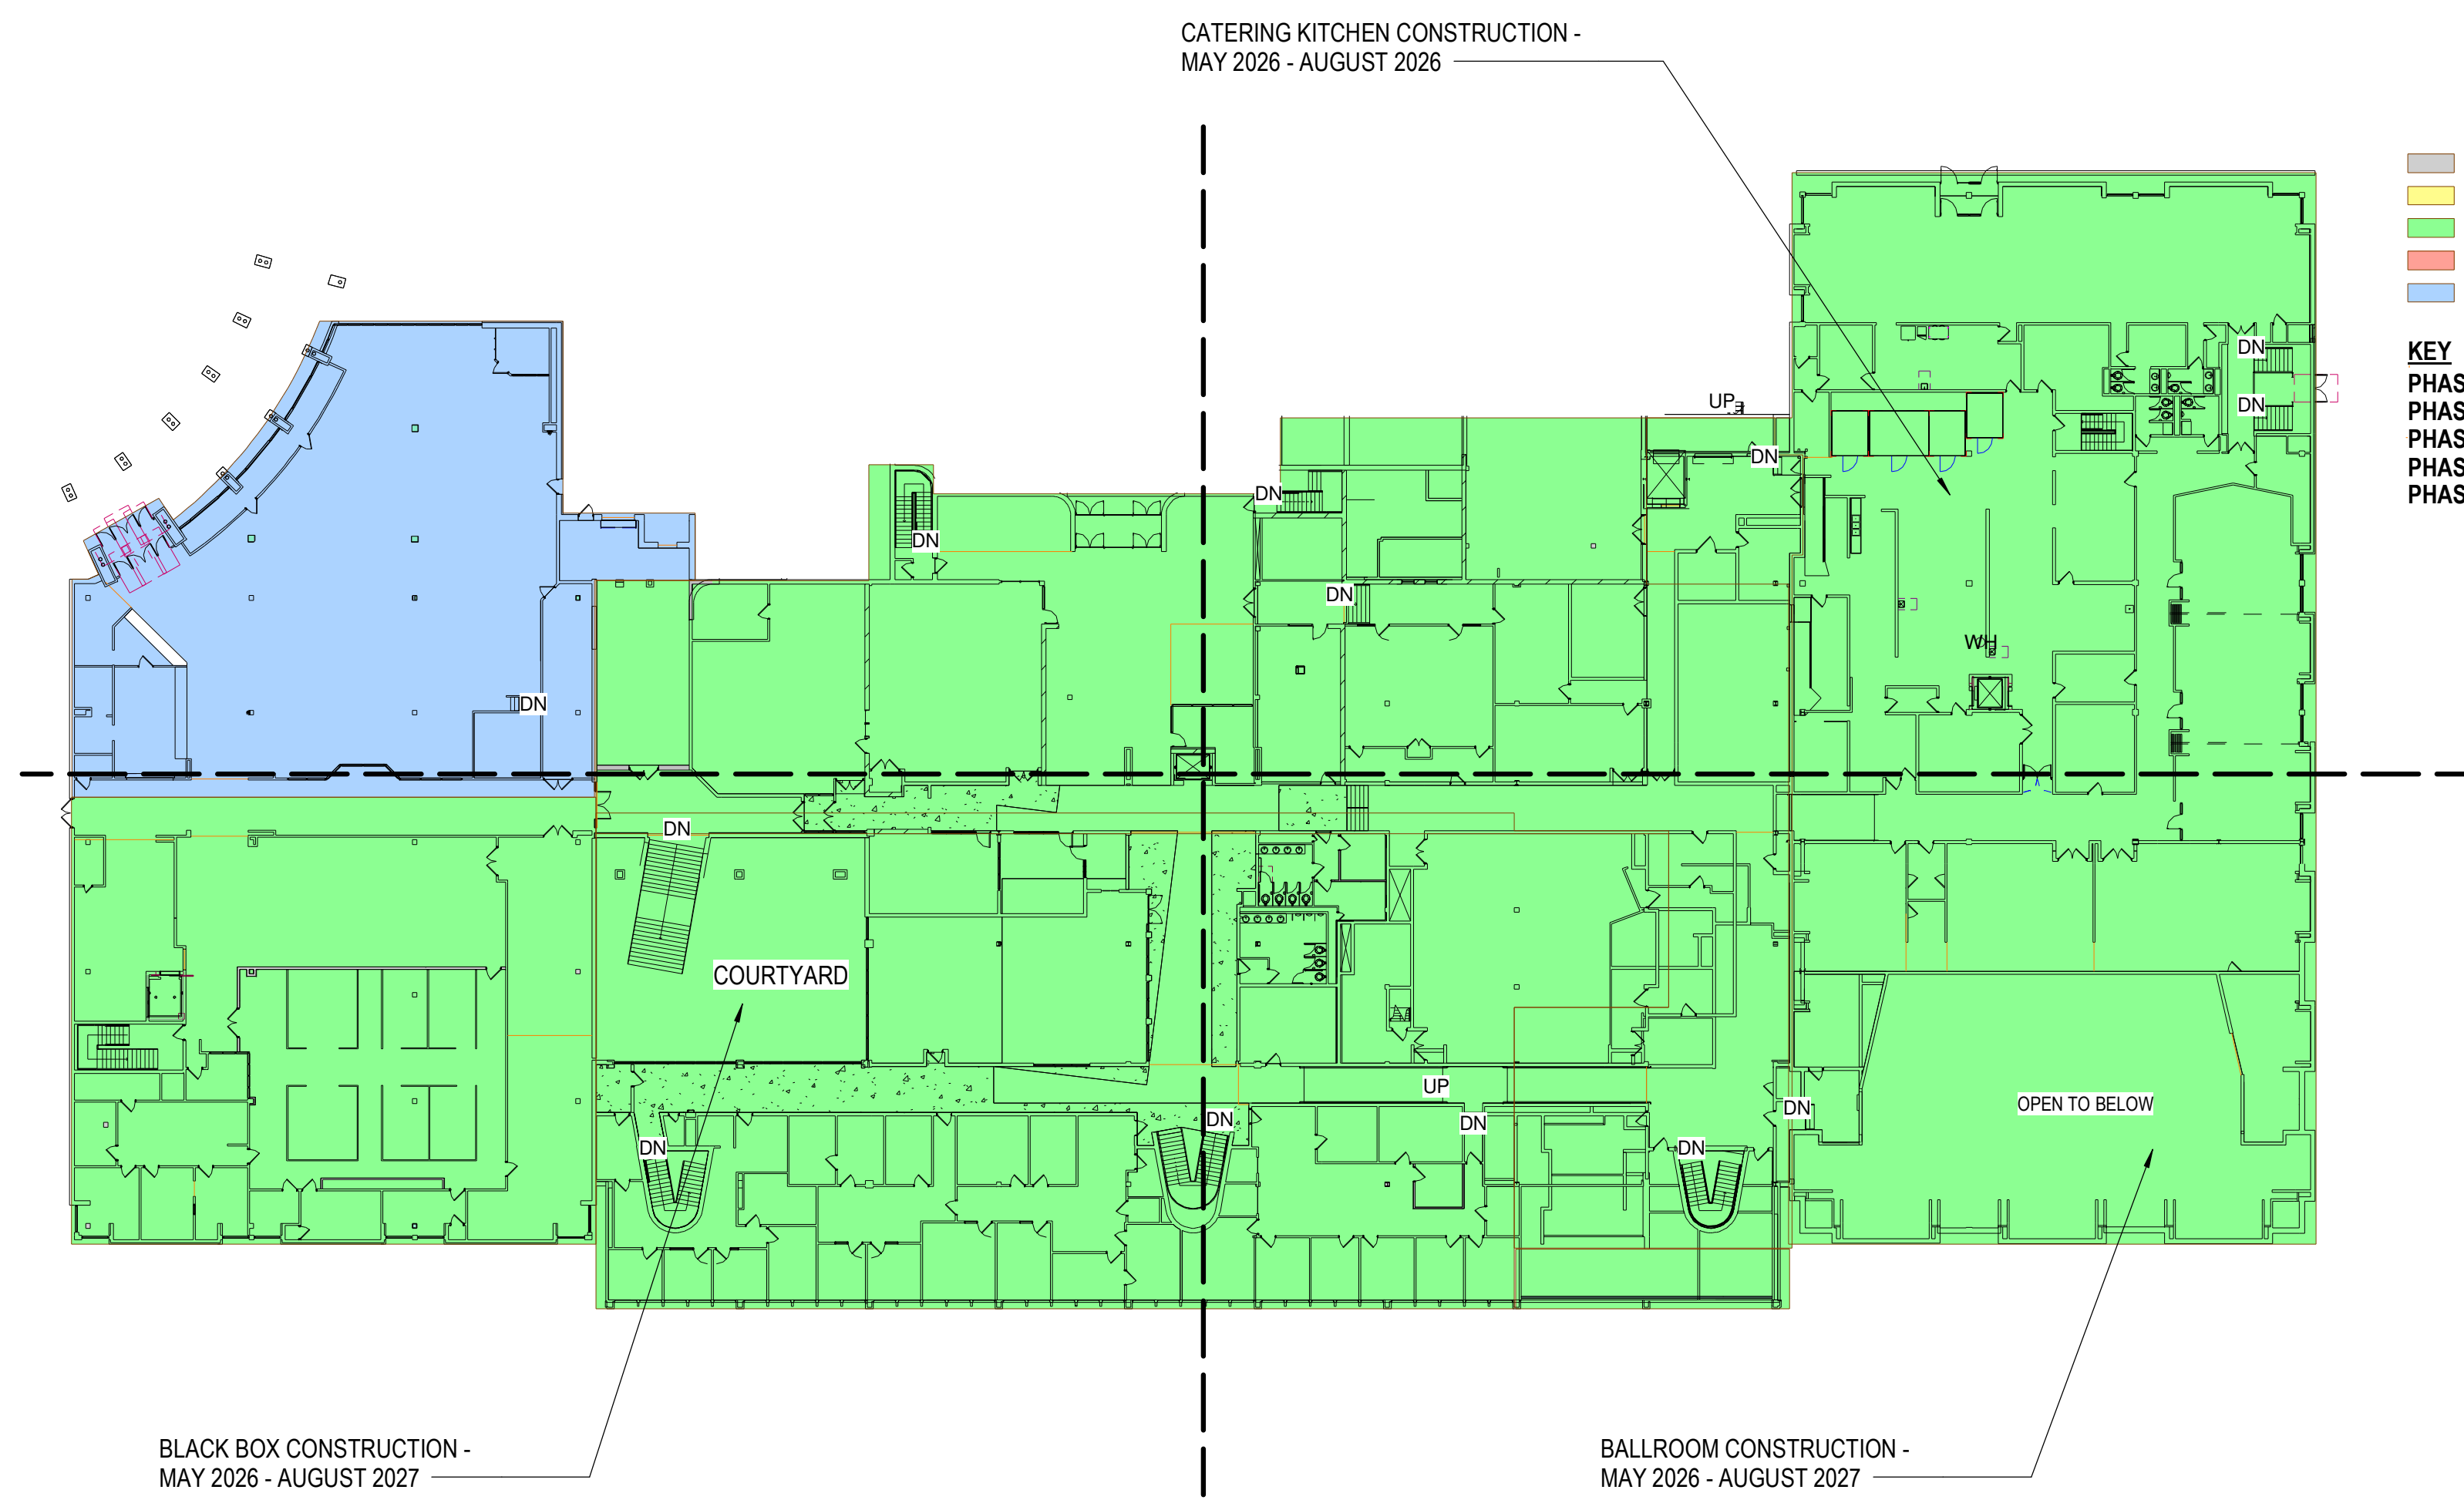 CATERING KITCHEN CONSTRUCTION -
MAY 2026 - AUGUST 2026
KEY
PHAS
PHAS
PHAS
PHAS
PHAS
DN
DN
UP
DN
DN
DN
DN
WH
DN
DN
COURTYARD
UP
OPEN TO BELOW
DN
DN
DN
DN
DN
BLACK BOX CONSTRUCTION -
MAY 2026 - AUGUST 2027
BALLROOM CONSTRUCTION -
MAY 2026 - AUGUST 2027